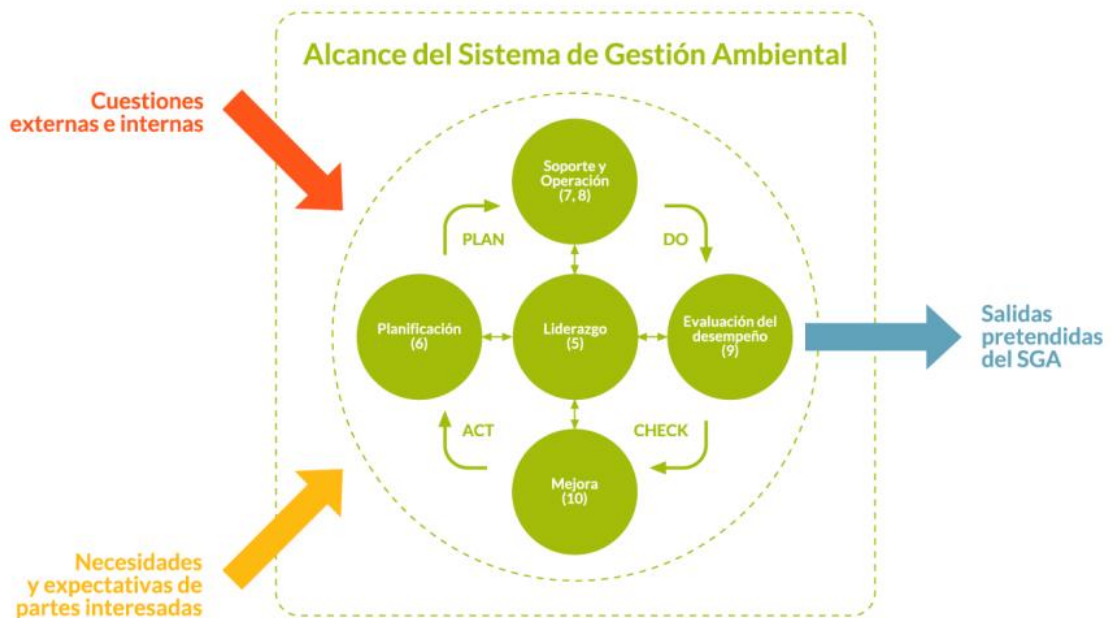 Alcance del Sistema de Gestión Ambiental
Cuestiones
externas e internas
Soporte y
Operación
(7, 8)
PLAN
DO
Planificación
(6)
Liderazgo
(5)
Evaluación del
desempeño
(9)
Salidas
pretendidas
del SGA
ACT
CHECK
Mejora
(10)
Necesidades
y expectativas de
partes interesadas